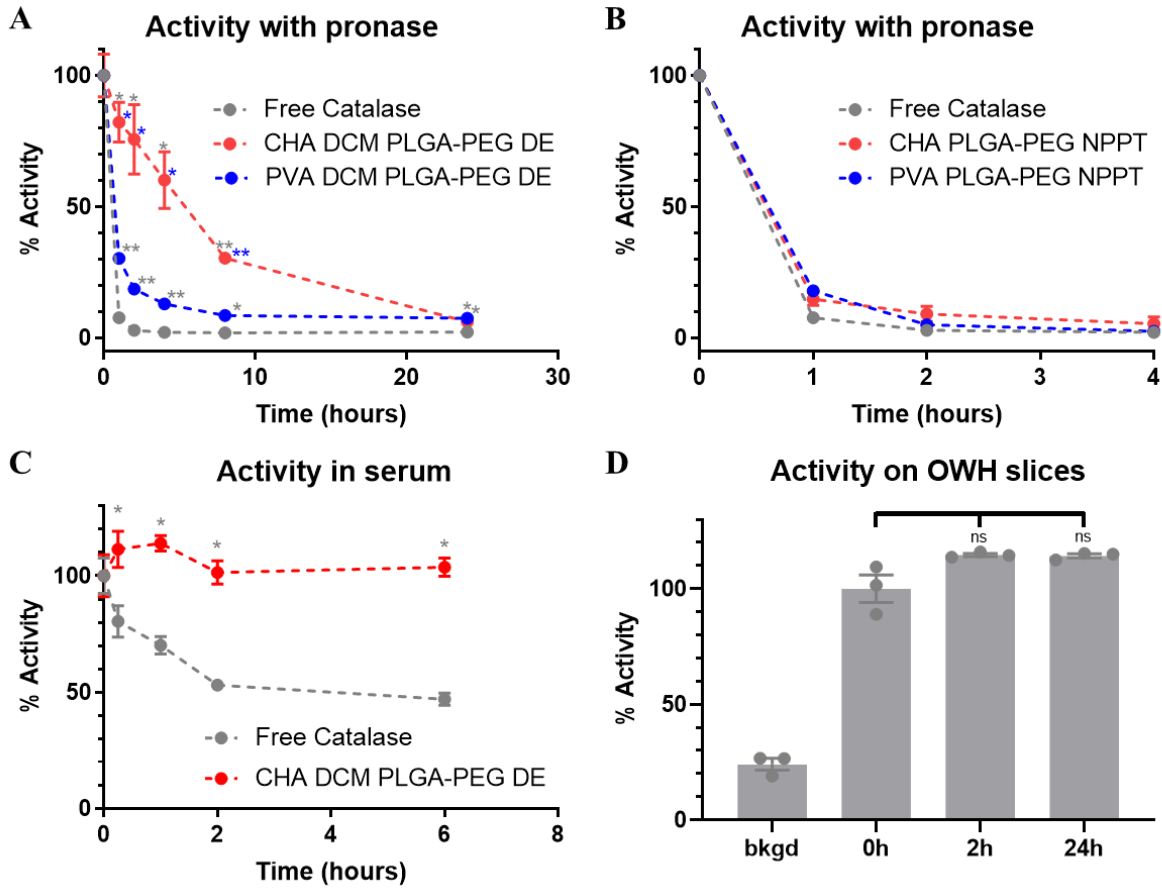 A
Activity with pronase
% Activity
100
50
0
* *
* *
*
*
** **
**
**
**
*
* *
Free Catalase
CHA DCM PLGA-PEG DE
PVA DCM PLGA-PEG DE
0 10 20 30
Time (hours)
B
Activity with pronase
% Activity
100
50
0
Free Catalase
CHA PLGA-PEG NPPT
PVA PLGA-PEG NPPT
0 1 2 3 4
Time (hours)
C
Activity in serum
% Activity
100
50
0
* * * *
Free Catalase
CHA DCM PLGA-PEG DE
0 2 4 6 8
Time (hours)
D
Activity on OWH slices
% Activity
100
50
0
ns ns
bkgd 0h 2h 24h